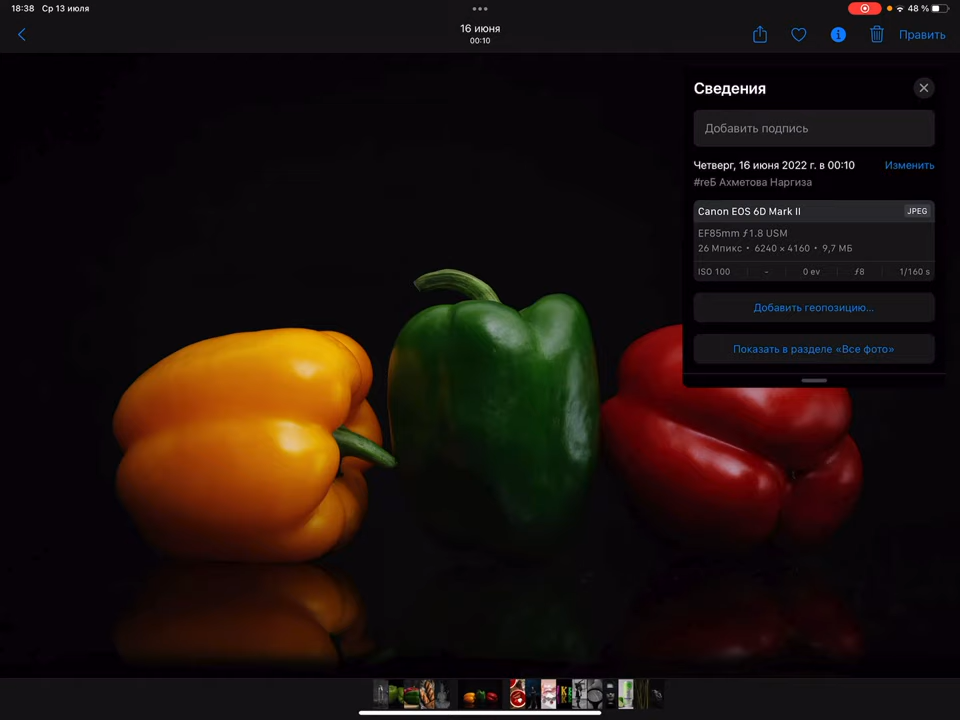 18:38 Ср 13 июля
48 %
16 июня
00:10
Править
Сведения
Добавить подпись
Четверг, 16 июня 2022 г. в 00:10
Изменить
#геБ Ахметова Наргиза
Canon EOS 6D Mark II
JPEG
EF85mm ƒ1.8 USM
26 Мпикс • 6240 × 4160 • 9,7 МБ
ISO 100 - 0 ev ƒ8 1/160 s
Добавить геопозицию...
Показать в разделе «Все фото»